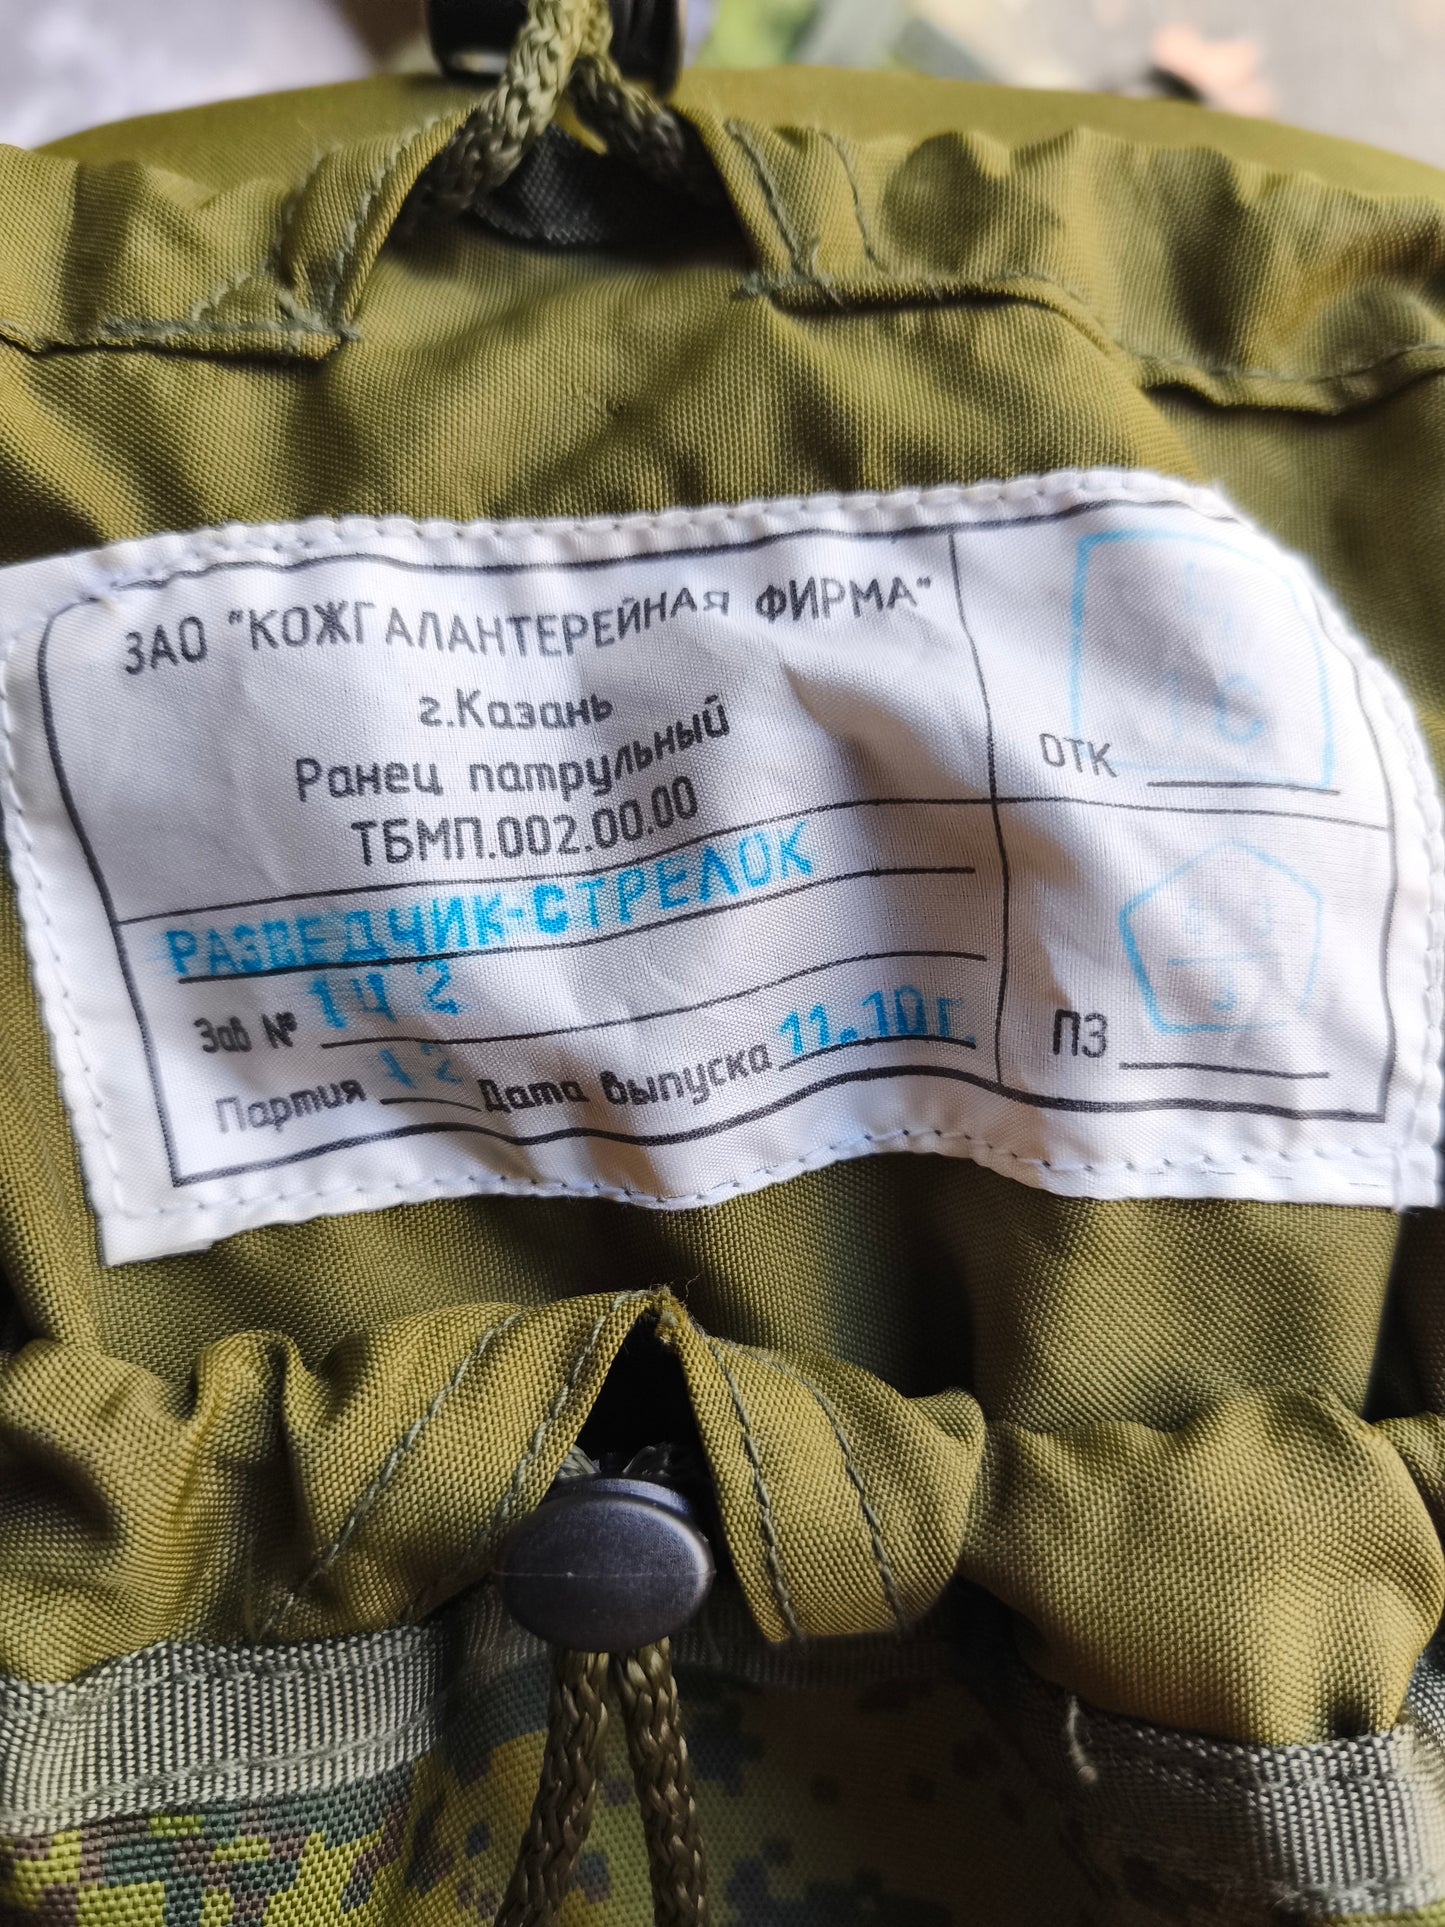 ЗАО "КОЖГАЛАНТЕРЕЙНАЯ ФИРМА"
г.Казань
Ранец патрульный
ТБМП.002.00.00
РАЗВЕДЧИК-СТРЕЛОК
Зав № 142
Партия 12 Дата выпуска 11.10г.
ОТК
ПЗ